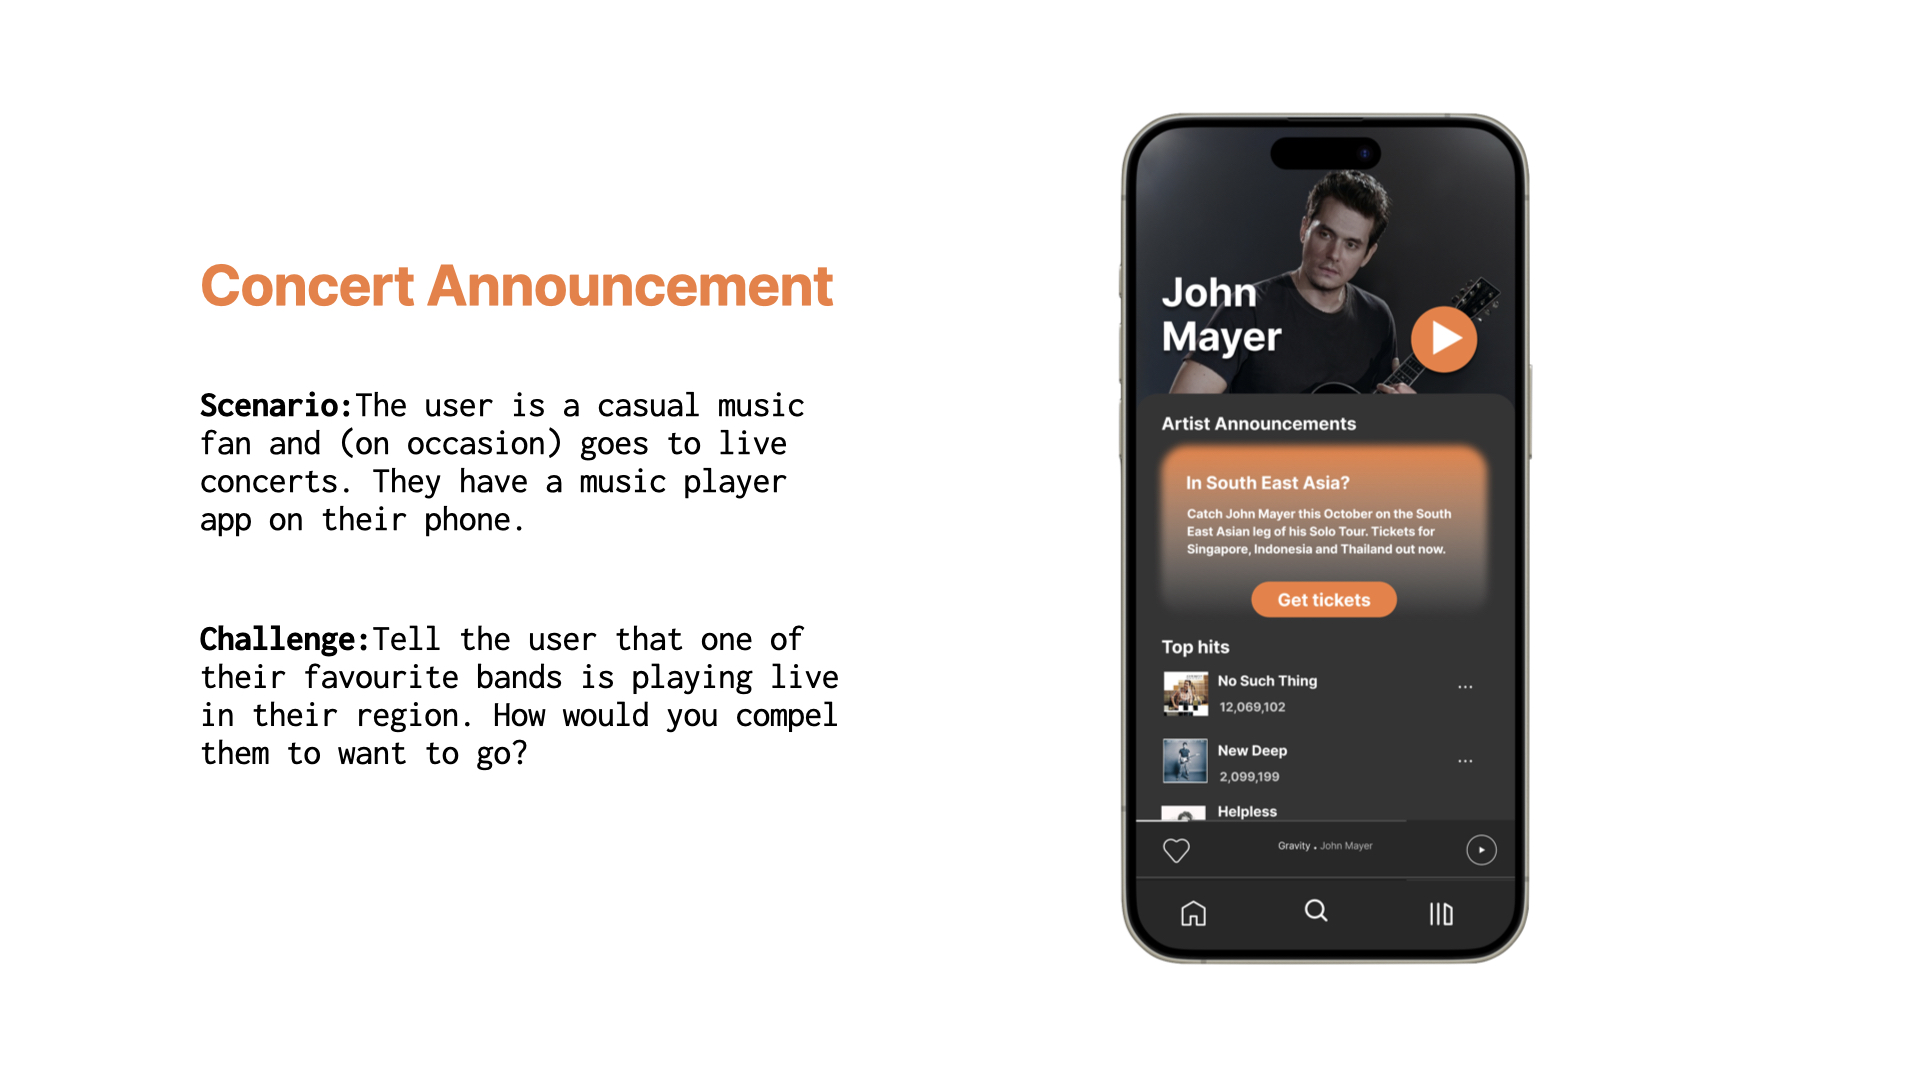 Concert Announcement
Scenario:The user is a casual music
fan and (on occasion) goes to live
concerts. They have a music player
app on their phone.
Challenge:Tell the user that one of
their favourite bands is playing live
in their region. How would you compel
them to want to go?
John
Mayer
Artist Announcements
In South East Asia?
Catch John Mayer this October on the South
East Asian leg of his Solo Tour. Tickets for
Singapore, Indonesia and Thailand out now.
Get tickets
Top hits
No Such Thing
12,069,102
New Deep
2,099,199
Helpless
Gravity . John Mayer